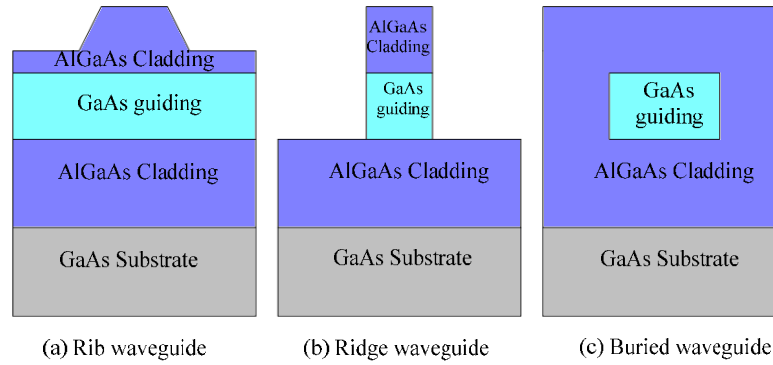 AlGaAs Cladding
GaAs guiding
AlGaAs Cladding
GaAs Substrate
(a) Rib waveguide
AlGaAs
Cladding
GaAs
guiding
AlGaAs Cladding
GaAs Substrate
(b) Ridge waveguide
GaAs
guiding
AlGaAs Cladding
GaAs Substrate
(c) Buried waveguide